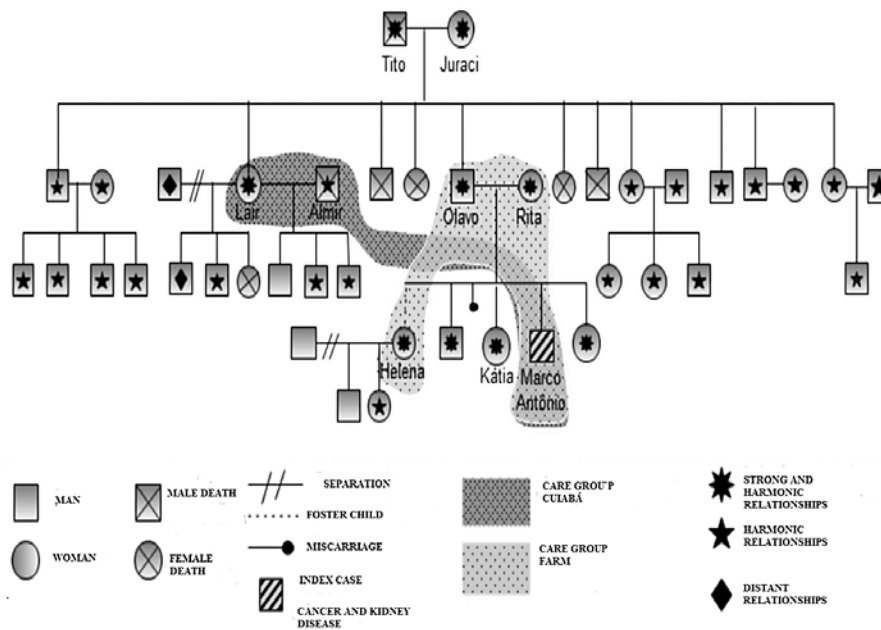 Tito
Juraci
Lair
Almir
Olavo
Rita
Helena
Kátia
Marco
Antônio
MAN
WOMAN
MALE DEATH
FEMALE
DEATH
SEPARATION
FOSTER CHILD
MISCARRIAGE
INDEX CASE
CANCER AND KIDNEY
DISEASE
CARE GROUP
CUIABÁ
CARE GROUP
FARM
STRONG AND
HARMONIC
RELATIONSHIPS
HARMONIC
RELATIONSHIPS
DISTANT
RELATIONSHIPS